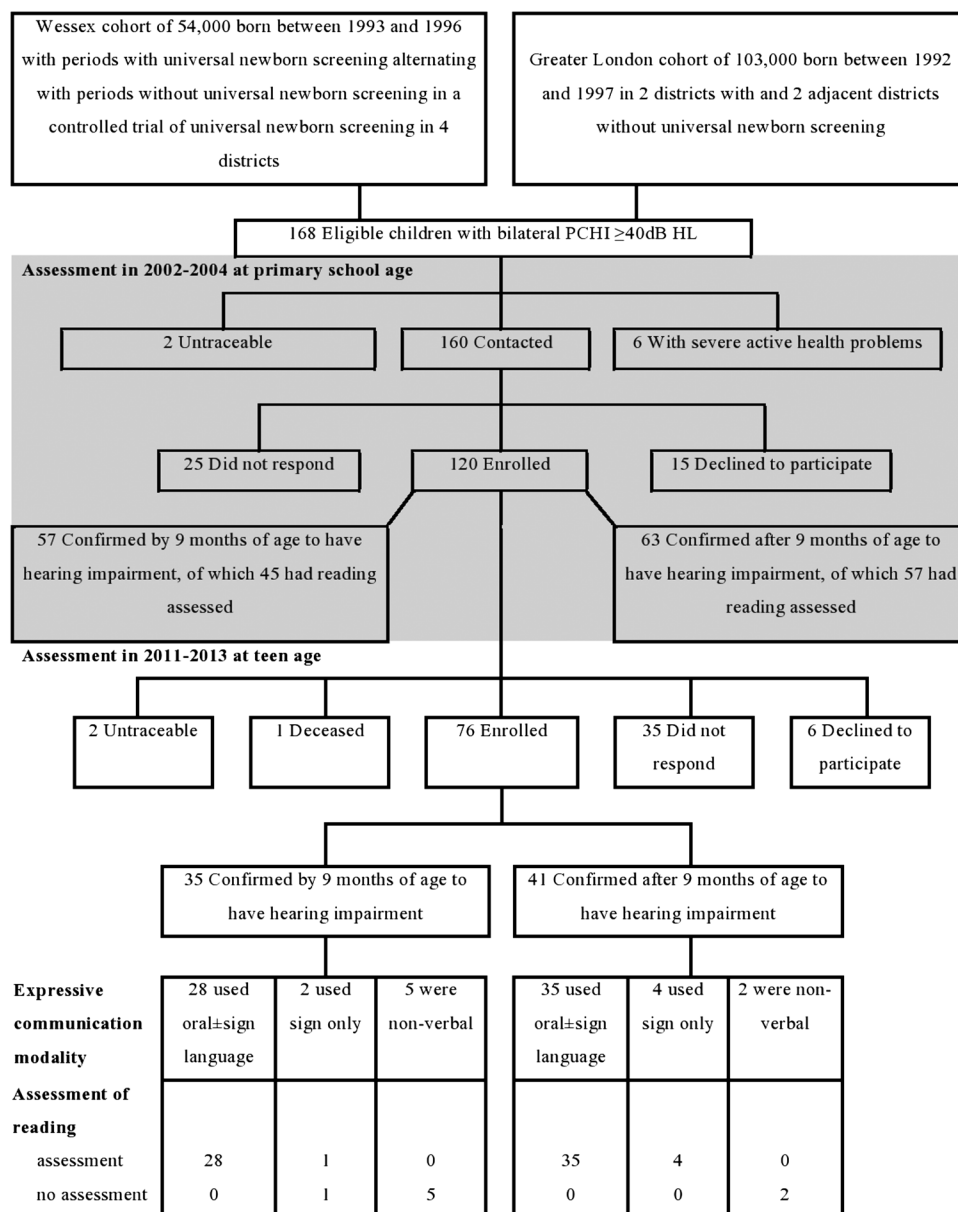 Wessex cohort of 54,000 born between 1993 and 1996
with periods with universal newborn screening alternating
with periods without universal newborn screening in a
controlled trial of universal newborn screening in 4
districts
Greater London cohort of 103,000 born between 1992
and 1997 in 2 districts with and 2 adjacent districts
without universal newborn screening
168 Eligible children with bilateral PCHI ≥40dB HL
Assessment in 2002-2004 at primary school age
2 Untraceable
160 Contacted
6 With severe active health problems
25 Did not respond
120 Enrolled
15 Declined to participate
57 Confirmed by 9 months of age to have
hearing impairment, of which 45 had reading
assessed
63 Confirmed after 9 months of age to
have hearing impairment, of which 57 had
reading assessed
Assessment in 2011-2013 at teen age
2 Untraceable
1 Deceased
76 Enrolled
35 Did not
respond
6 Declined to
participate
35 Confirmed by 9 months of age to
have hearing impairment
41 Confirmed after 9 months of age to
have hearing impairment
Expressive
communication
modality
28 used
oral±sign
language
2 used
sign only
5 were
non-verbal
35 used
oral±sign
language
4 used
sign only
2 were non-
verbal
Assessment of
reading
assessment 28 1 0 35 4 0
no assessment 0 1 5 0 0 2